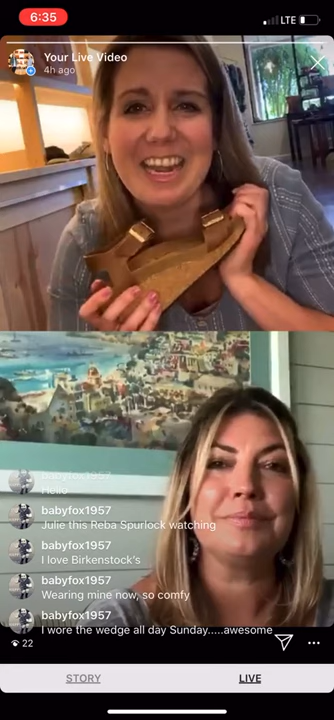 6:35
LTE
Your Live Video
4h ago
babyfox1957
Hello
babyfox1957
Julie this Reba Spurlock watching
babyfox1957
I love Birkenstock's
babyfox1957
Wearing mine now, so comfy
babyfox1957
I wore the wedge all day Sunday.....awesome
22
STORY
LIVE